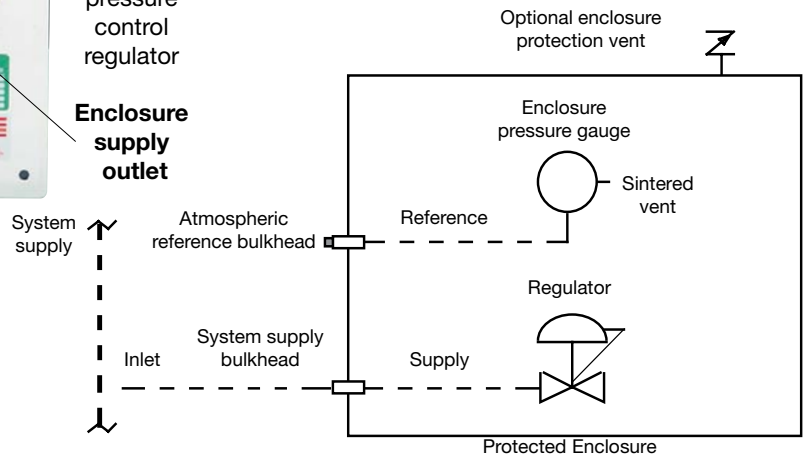 pressure
control
regulator
Enclosure
supply
outlet
Optional enclosure
protection vent
Enclosure
pressure gauge
Sintered
vent
System
supply
Atmospheric
reference bulkhead
Reference
Regulator
System supply
bulkhead
Inlet
Supply
Protected Enclosure